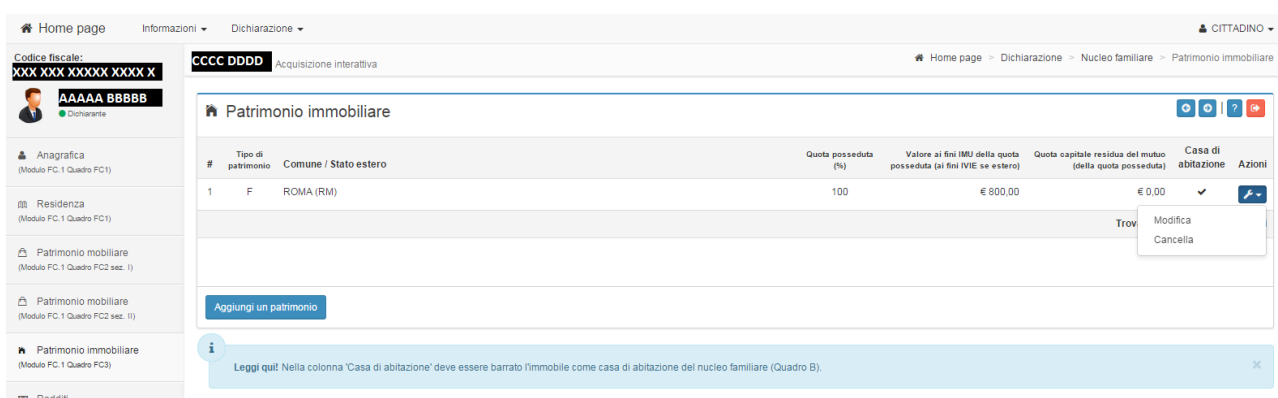 Home page Informazioni Dichiarazione CITTADINO
Codice fiscale:
XXX XXX XXXXX XXXX X
AAAAA BBBBB
Dichiarante
Anagrafica
(Modulo FC.1 Quadro FC1)
Residenza
(Modulo FC.1 Quadro FC1)
Patrimonio mobiliare
(Modulo FC.1 Quadro FC2 sez. I)
Patrimonio mobiliare
(Modulo FC.1 Quadro FC2 sez. II)
Patrimonio immobiliare
(Modulo FC.1 Quadro FC3)
Redditi
CCCC DDDD Acquisizione interattiva
Home page > Dichiarazione > Nucleo familiare > Patrimonio immobiliare
Patrimonio immobiliare
# Tipo di patrimonio Comune / Stato estero Quota posseduta (%) Valore ai fini IMU della quota posseduta (ai fini IVIE se estero) Quota capitale residua del mutuo (della quota posseduta) Casa di abitazione Azioni
1 F ROMA (RM) 100 € 800,00 € 0,00
Modifica
Cancella
Aggiungi un patrimonio
Leggi qui! Nella colonna 'Casa di abitazione' deve essere barrato l'immobile come casa di abitazione del nucleo familiare (Quadro B).